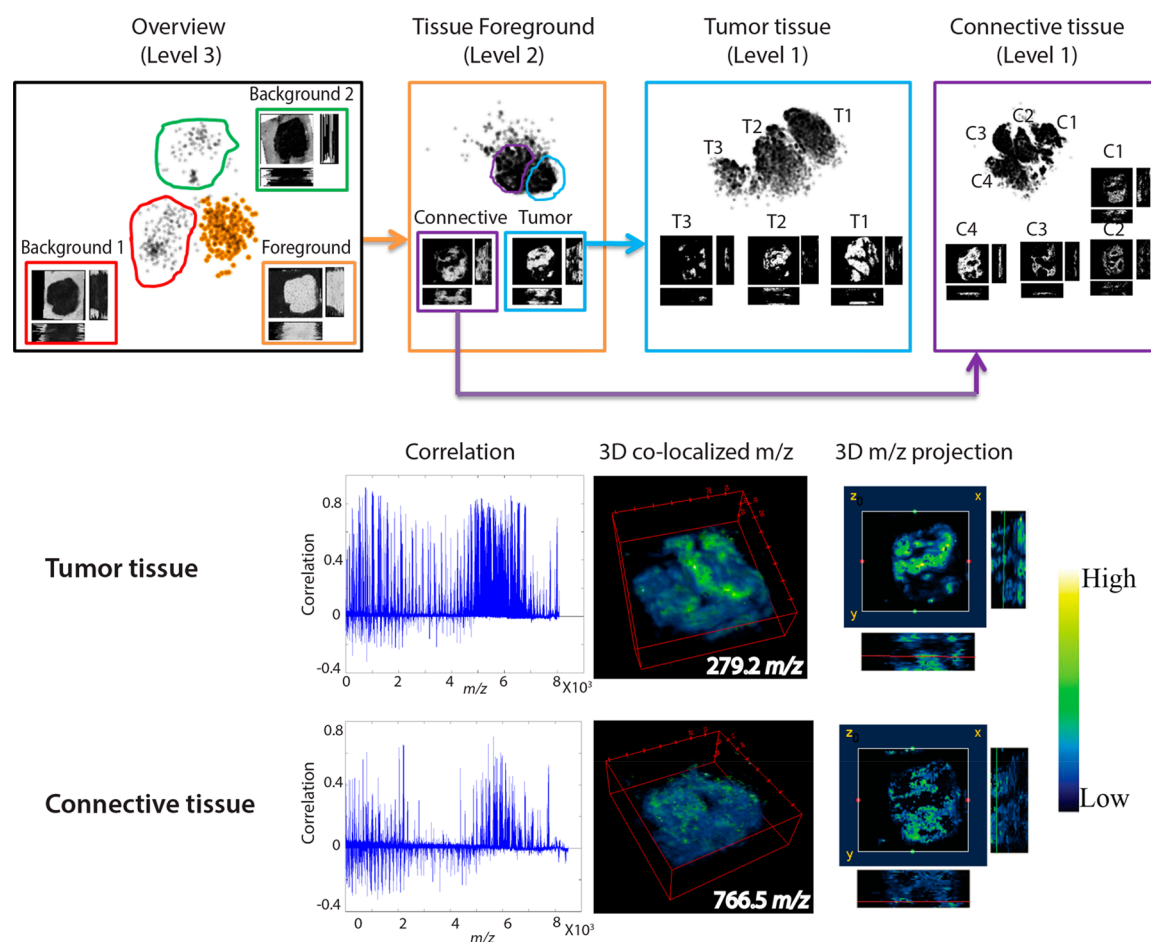 Overview
(Level 3)
Tissue Foreground
(Level 2)
Tumor tissue
(Level 1)
Connective tissue
(Level 1)
Background 2
Background 1
Foreground
Connective
Tumor
T1
T2
T3
T3
T2
T1
C2
C1
C3
C4
C1
C4
C3
C2
Correlation
3D co-localized m/z
3D m/z projection
Tumor tissue
Correlation
0.8
0.4
0
-0.4
0
2
4
6
8
X10³
m/z
279.2 m/z
z
0
x
y
High
Low
Connective tissue
Correlation
0.8
0.4
0
-0.4
0
2
4
6
8
X10³
m/z
766.5 m/z
z
0
x
y